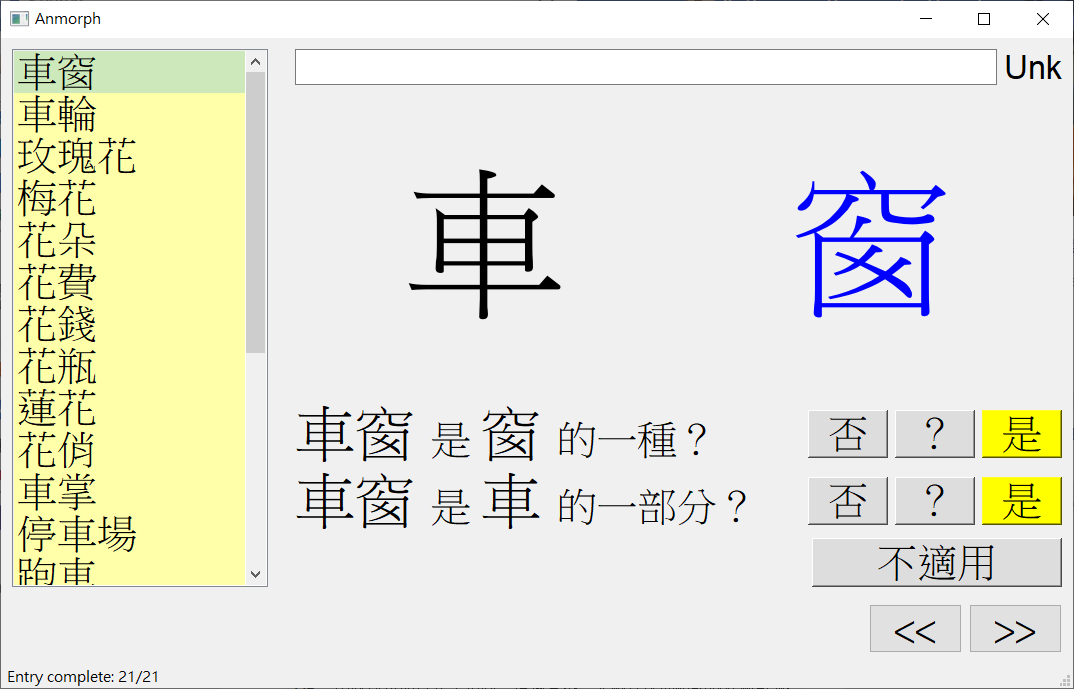 Anmorph
車窗
車輪
玫瑰花
梅花
花朵
花費
花錢
花瓶
蓮花
花俏
車掌
停車場
跑車
Unk
車 窗
車窗 是 窗 的一種？ 否 ？ 是
車窗 是 車 的一部分？ 否 ？ 是
不適用
<< >>
Entry complete: 21/21